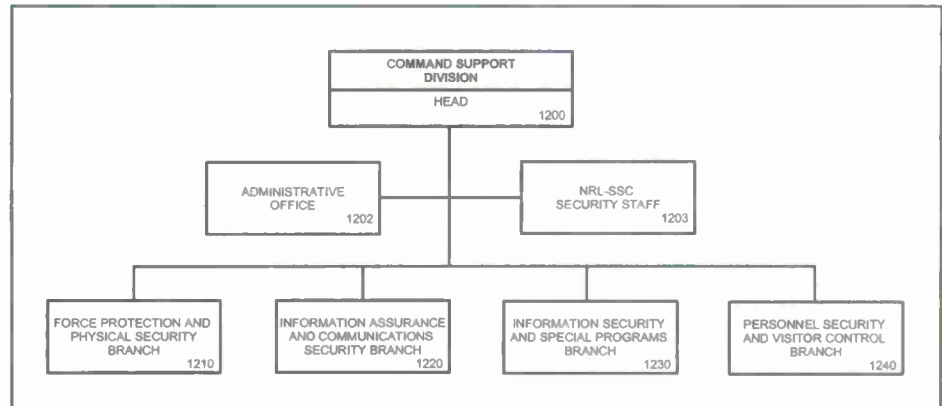 COMMAND SUPPORT
DIVISION
HEAD
1200
ADMINISTRATIVE
OFFICE
1202
NRL-SSC
SECURITY STAFF
1203
FORCE PROTECTION AND
PHYSICAL SECURITY
BRANCH
1210
INFORMATION ASSURANCE
AND COMMUNICATIONS
SECURITY BRANCH
1220
INFORMATION SECURITY
AND SPECIAL PROGRAMS
BRANCH
1230
PERSONNEL SECURITY
AND VISITOR CONTROL
BRANCH
1240